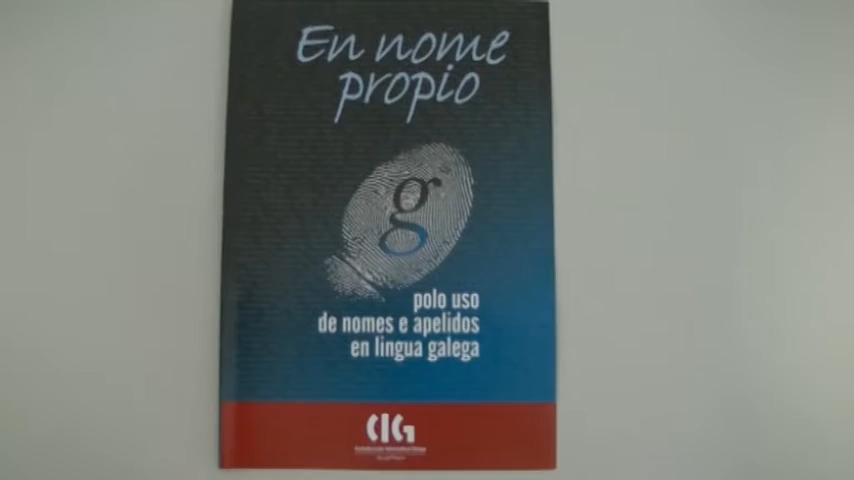 En nome
propio
g
polo uso
de nomes e apelidos
en lingua galega
CIG